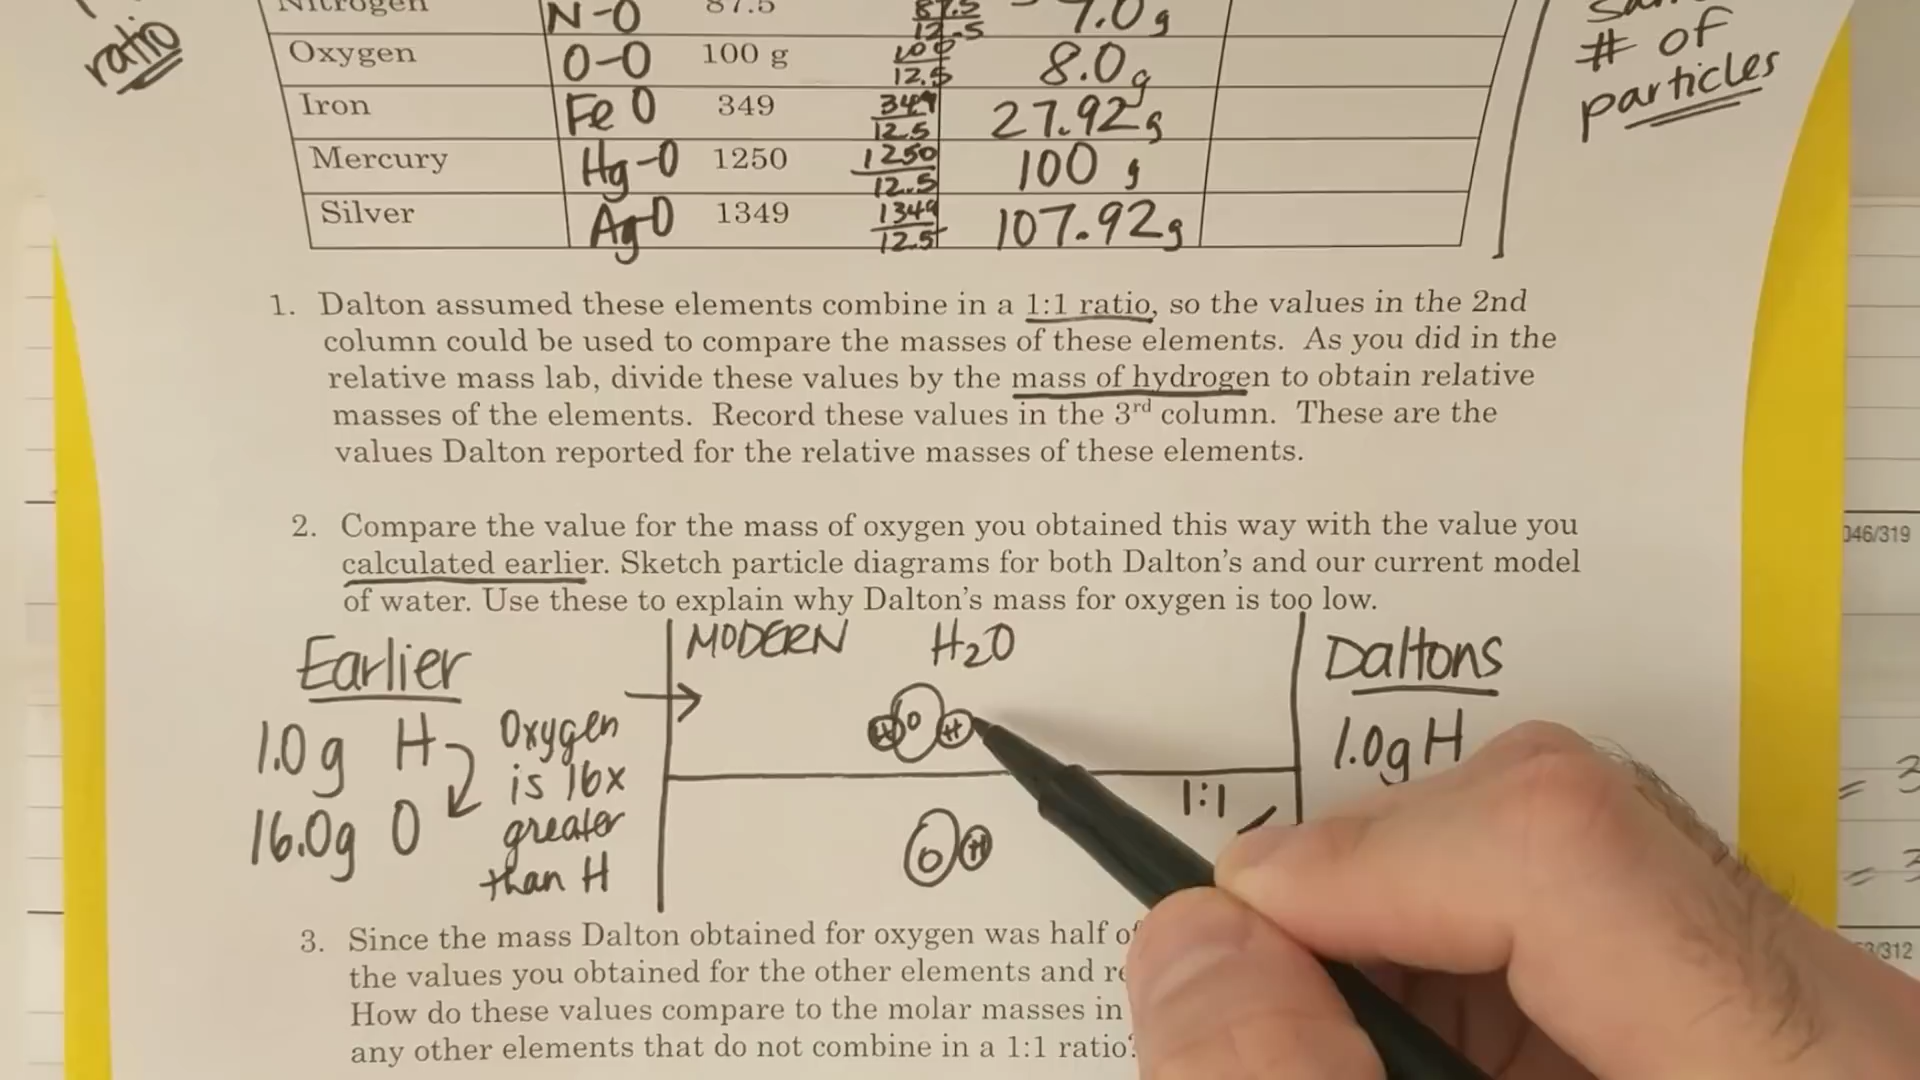 ratio
Nitrogen N-O 87.5 87.5 12.5 7.0g
Oxygen O-O 100 g 100 12.5 8.0g
Iron Fe O 349 349 12.5 27.92g
Mercury Hg-O 1250 1250 12.5 100 g
Silver Ag-O 1349 1349 12.5 107.92g
# of
particles
1. Dalton assumed these elements combine in a 1:1 ratio, so the values in the 2nd
column could be used to compare the masses of these elements. As you did in the
relative mass lab, divide these values by the mass of hydrogen to obtain relative
masses of the elements. Record these values in the 3rd column. These are the
values Dalton reported for the relative masses of these elements.
2. Compare the value for the mass of oxygen you obtained this way with the value you
calculated earlier. Sketch particle diagrams for both Dalton's and our current model
of water. Use these to explain why Dalton's mass for oxygen is too low.
Earlier
1.0g H
16.0g O
Oxygen
is 16x
greater
than H
MODERN H2O
H O H
1:1
O H
Daltons
1.0g H
3. Since the mass Dalton obtained for oxygen was half of
the values you obtained for the other elements and
How do these values compare to the molar masses in
any other elements that do not combine in a 1:1 ratio?
046/319
= 3
= 3
/312